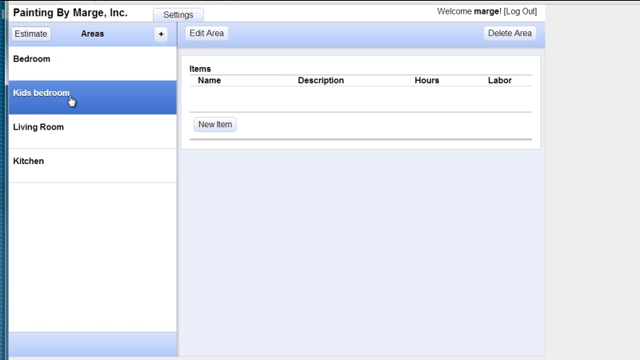 Painting By Marge, Inc.
Settings
Welcome marge! [Log Out]
Estimate
Areas
+
Edit Area
Delete Area
Bedroom
Kids bedroom
Living Room
Kitchen
Items
Name Description Hours Labor
New Item